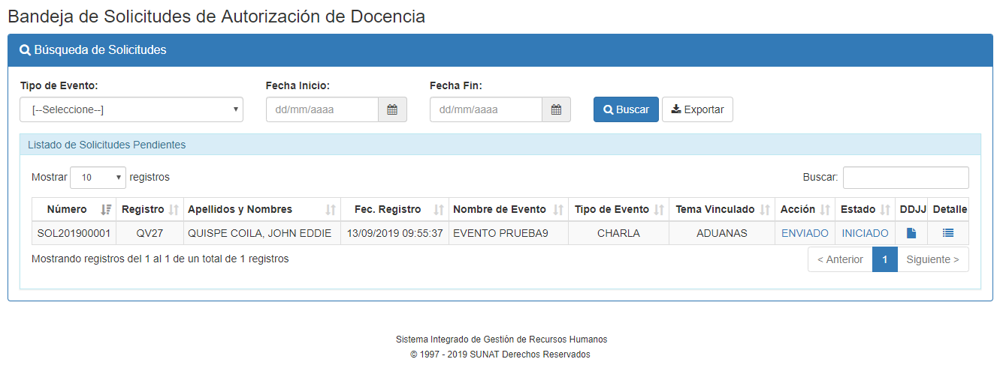 Bandeja de Solicitudes de Autorización de Docencia
Búsqueda de Solicitudes
Tipo de Evento: Fecha Inicio: Fecha Fin:
[--Seleccione--] dd/mm/aaaa dd/mm/aaaa Buscar Exportar
Listado de Solicitudes Pendientes
Mostrar 10 registros Buscar:
Número Registro Apellidos y Nombres Fec. Registro Nombre de Evento Tipo de Evento Tema Vinculado Acción Estado DDJJ Detalle
SOL201900001 QV27 QUISPE COILA, JOHN EDDIE 13/09/2019 09:55:37 EVENTO PRUEBA9 CHARLA ADUANAS ENVIADO INICIADO
Mostrando registros del 1 al 1 de un total de 1 registros < Anterior 1 Siguiente >
Sistema Integrado de Gestión de Recursos Humanos
© 1997 - 2019 SUNAT Derechos Reservados